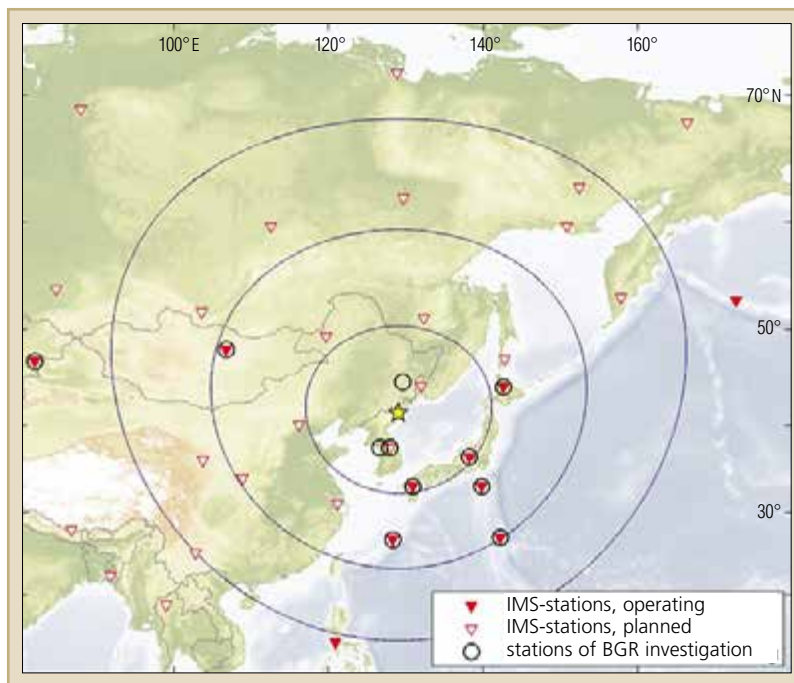 100° E 120° 140° 160°
70° N
50°
30°
IMS-stations, operating
IMS-stations, planned
stations of BGR investigation